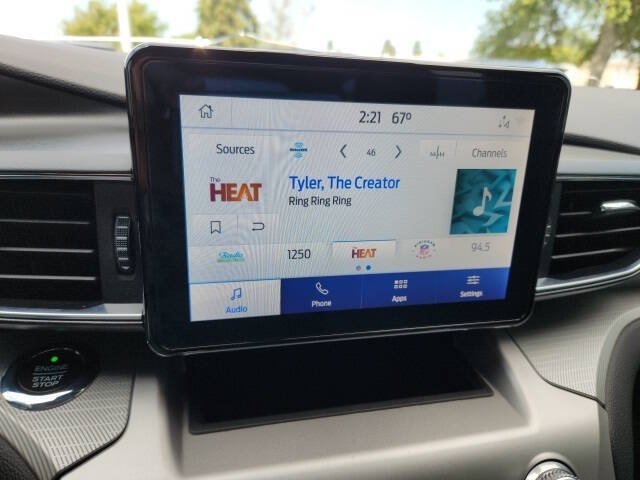 2:21 67°
Sources
46
Channels
The HEAT
Tyler, The Creator
Ring Ring Ring
1250
The HEAT
94.5
Audio
Phone
Apps
Settings
ENGINE
START
STOP